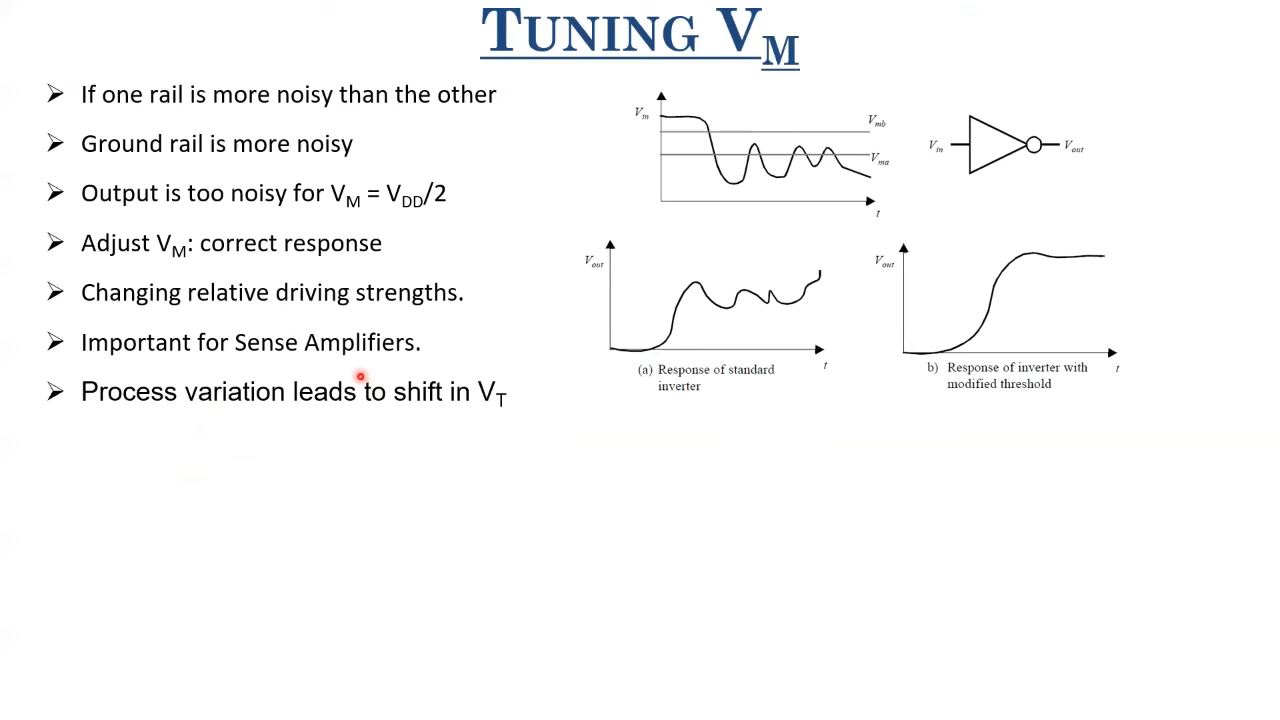 TUNING VM
➢ If one rail is more noisy than the other
➢ Ground rail is more noisy
➢ Output is too noisy for VM = VDD/2
➢ Adjust VM: correct response
➢ Changing relative driving strengths.
➢ Important for Sense Amplifiers.
➢ Process variation leads to shift in VT
Vin
Vmb
Vma
t
Vin
Vout
Vout
t
(a) Response of standard
inverter
Vout
t
b) Response of inverter with
modified threshold